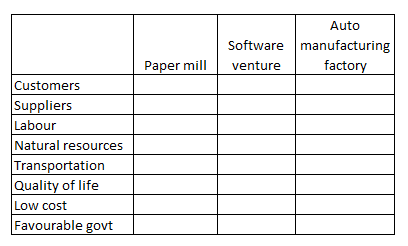 Paper mill
Software
venture
Auto
manufacturing
factory
Customers
Suppliers
Labour
Natural resources
Transportation
Quality of life
Low cost
Favourable govt